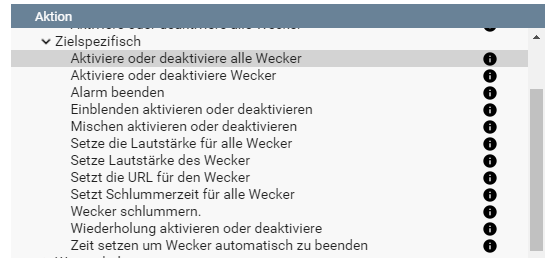 Aktion
Zielspezifisch
Aktiviere oder deaktiviere alle Wecker
Aktiviere oder deaktiviere Wecker
Alarm beenden
Einblenden aktivieren oder deaktivieren
Mischen aktivieren oder deaktivieren
Setze die Lautstärke für alle Wecker
Setze Lautstärke des Wecker
Setzt die URL für den Wecker
Setzt Schlummerzeit für alle Wecker
Wecker schlummern.
Wiederholung aktivieren oder deaktiviere
Zeit setzen um Wecker automatisch zu beenden